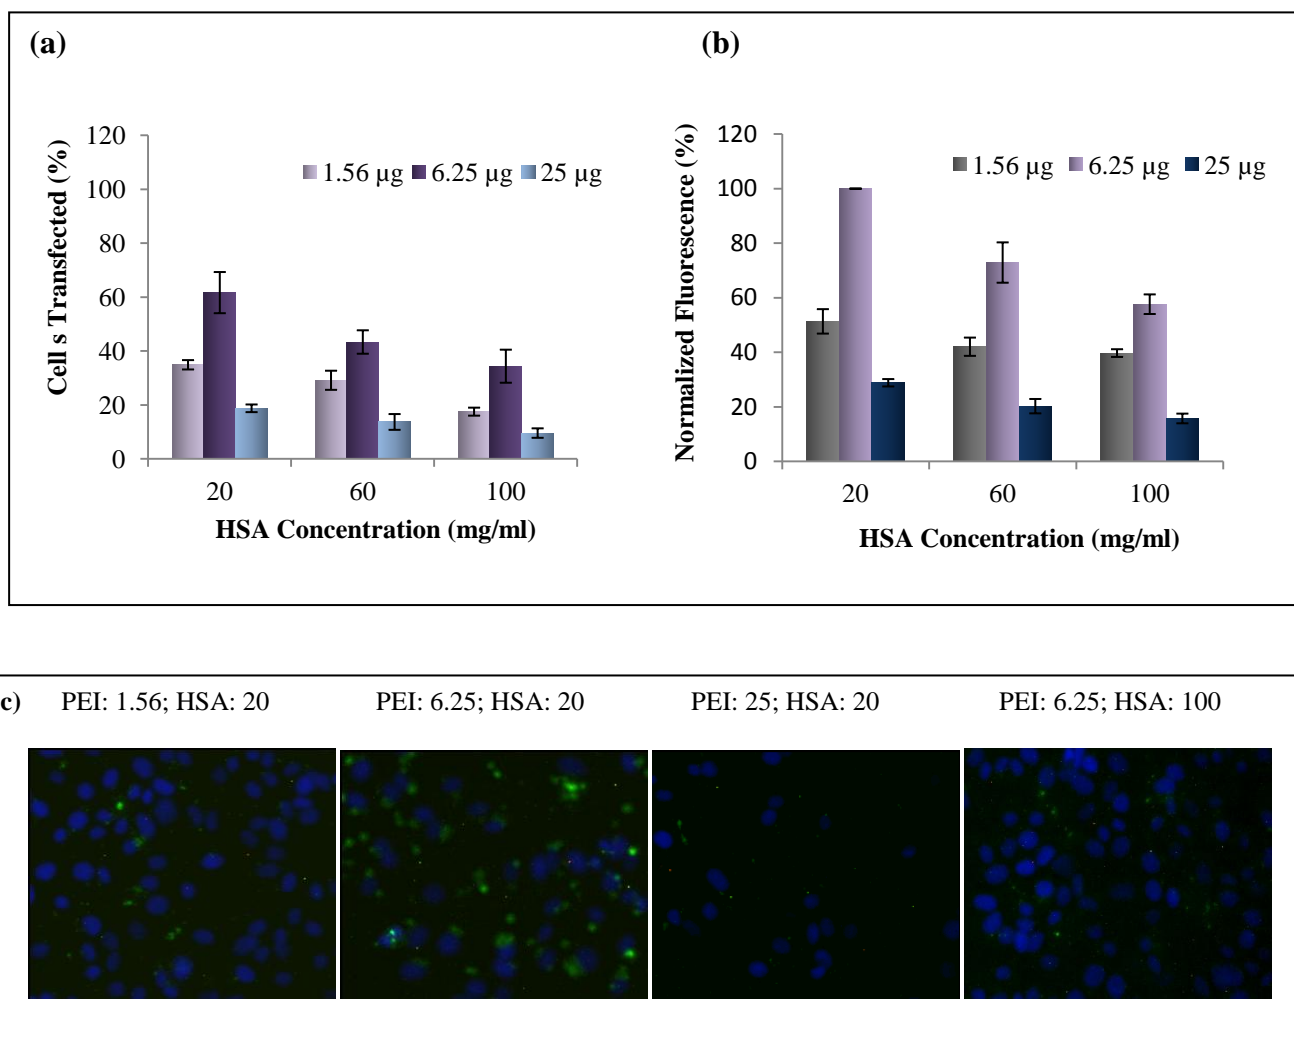 (a)
120
100
80
60
40
20
0
Cell s Transfected (%)
1.56 µg 6.25 µg 25 µg
20 60 100
HSA Concentration (mg/ml)
(b)
120
100
80
60
40
20
0
Normalized Fluorescence (%)
1.56 µg 6.25 µg 25 µg
20 60 100
HSA Concentration (mg/ml)
c) PEI: 1.56; HSA: 20 PEI: 6.25; HSA: 20 PEI: 25; HSA: 20 PEI: 6.25; HSA: 100